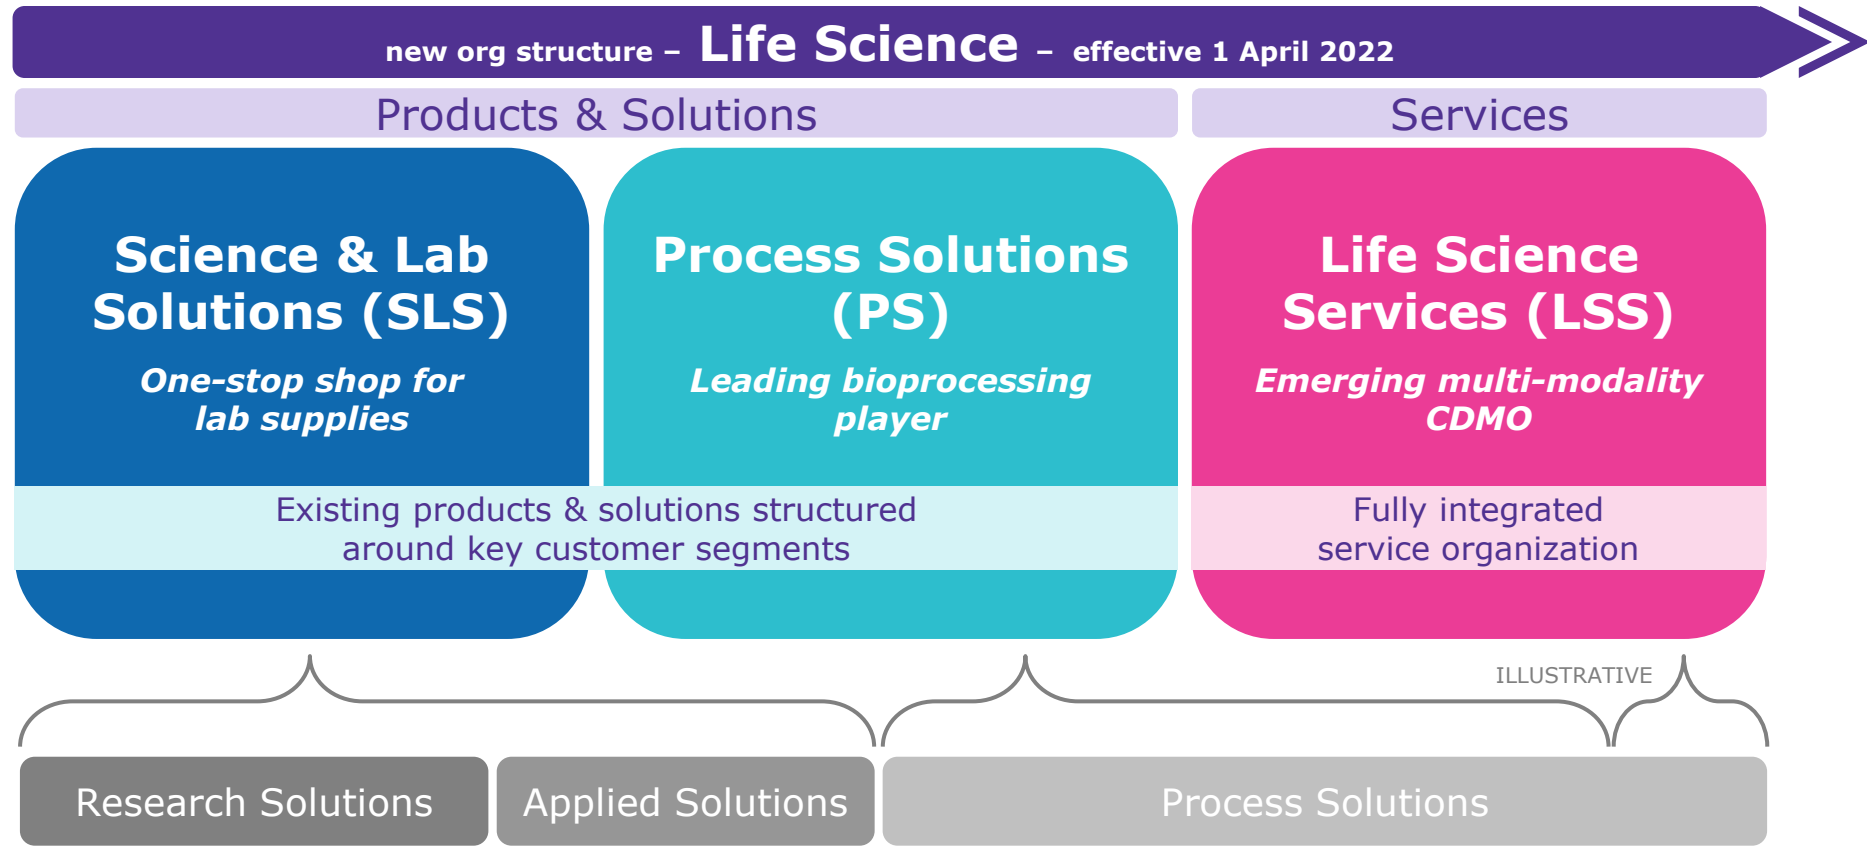 new org structure – Life Science – effective 1 April 2022
Products & Solutions
Services
Science & Lab
Solutions (SLS)
One-stop shop for
lab supplies
Process Solutions
(PS)
Leading bioprocessing
player
Life Science
Services (LSS)
Emerging multi-modality
CDMO
Existing products & solutions structured
around key customer segments
Fully integrated
service organization
ILLUSTRATIVE
Research Solutions
Applied Solutions
Process Solutions